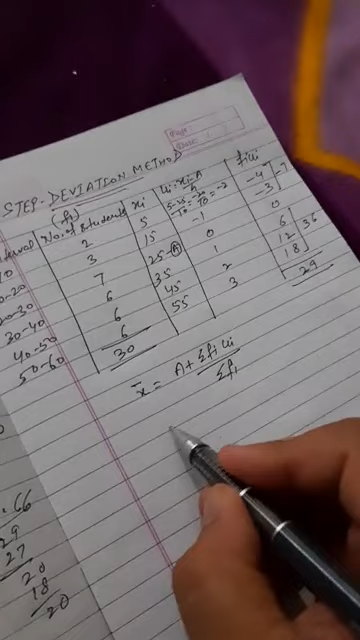 STEP-DEVIATION METHOD
(fi)
No. of Students xi ui = xi-A fiui
2 5 5-25/10 = -20/10 = -2 -4
10-20 3 15 -1 -3 -7
20-30 7 25 (A) 0 0
30-40 6 35 1 6
40-50 6 45 2 12 36
50-60 6 55 3 18
30 29
x̄ = A + Σfiui / Σfi
.66
29
27
20
18
20